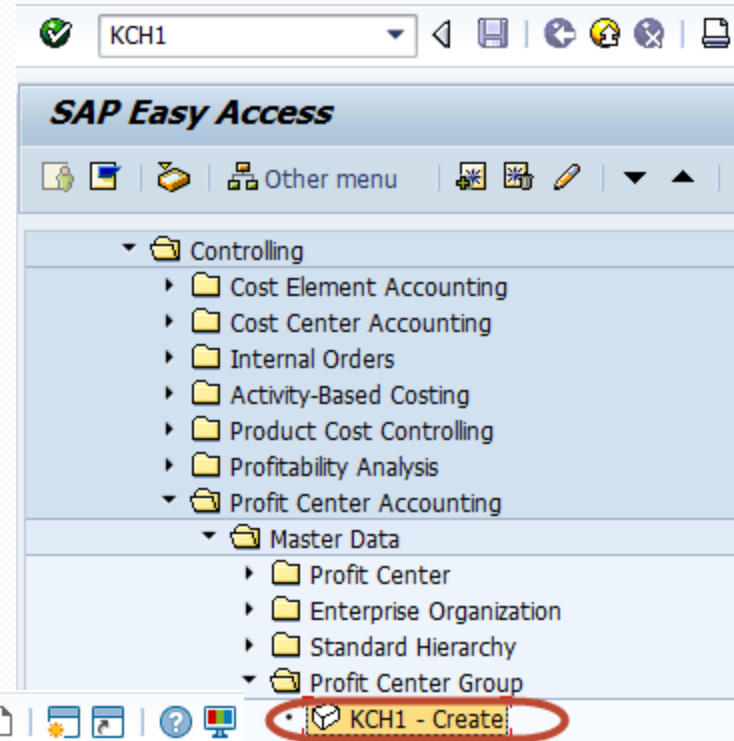 KCH1
SAP Easy Access
Other menu
Controlling
Cost Element Accounting
Cost Center Accounting
Internal Orders
Activity-Based Costing
Product Cost Controlling
Profitability Analysis
Profit Center Accounting
Master Data
Profit Center
Enterprise Organization
Standard Hierarchy
Profit Center Group
KCH1 - Create